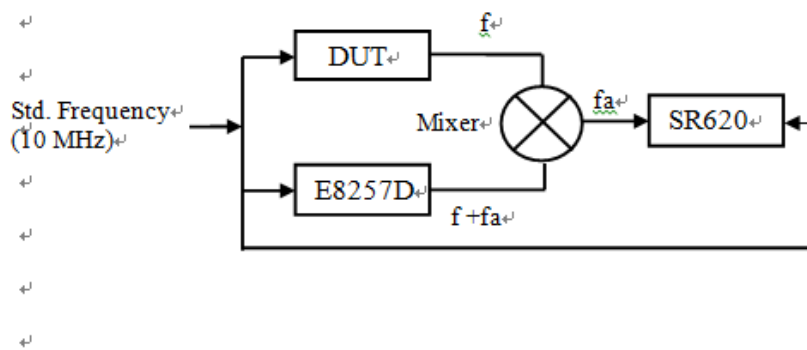 f
DUT
Std. Frequency
(10 MHz)
Mixer
fa
SR620
E8257D
f +fa